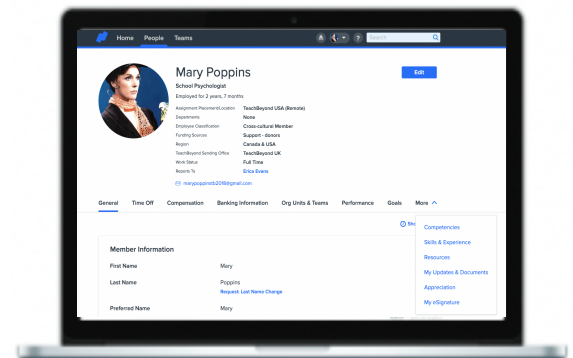 Home People Teams
? Search
Mary Poppins
Edit
School Psychologist
Employed for 2 years, 7 months
Assignment Placement/Location TeachBeyond USA (Remote)
Departments None
Employee Classification Cross-cultural Member
Funding Sources Support - donors
Region Canada & USA
TeachBeyond Sending Office TeachBeyond UK
Work Status Full Time
Reports To Erica Evans
marypoppinstb2018@gmail.com
General Time Off Compensation Banking Information Org Units & Teams Performance Goals More
Competencies
Skills & Experience
Resources
My Updates & Documents
Appreciation
My eSignature
Member Information
First Name Mary
Last Name Poppins
Request Last Name Change
Preferred Name Mary